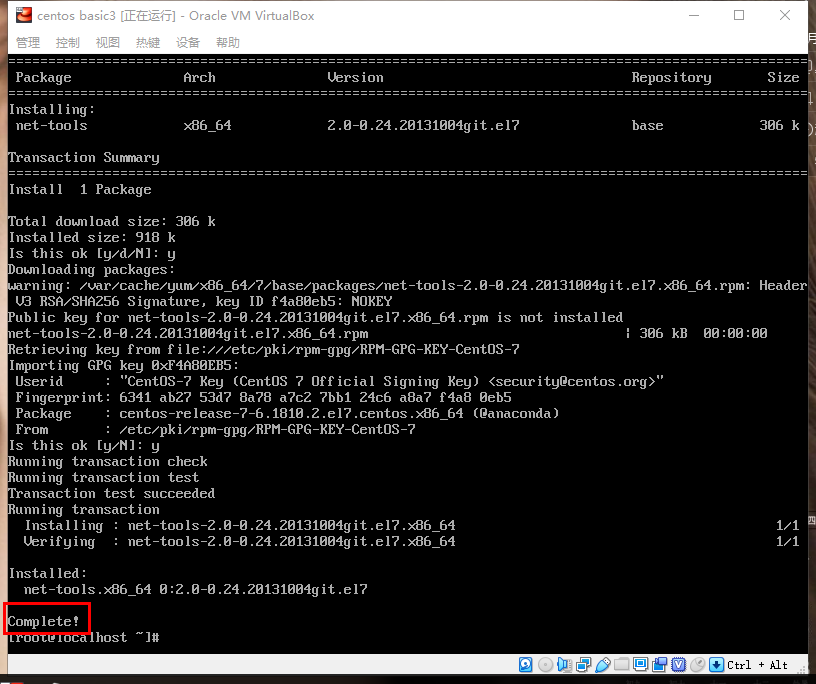 centos basic3 [正在运行] - Oracle VM VirtualBox
管理 控制 视图 热键 设备 帮助
================================================================================
Package Arch Version Repository Size
================================================================================
Installing:
net-tools x86_64 2.0-0.24.20131004git.el7 base 306 k
Transaction Summary
================================================================================
Install 1 Package
Total download size: 306 k
Installed size: 918 k
Is this ok [y/d/N]: y
Downloading packages:
warning: /var/cache/yum/x86_64/7/base/packages/net-tools-2.0-0.24.20131004git.el7.x86_64.rpm: Header
V3 RSA/SHA256 Signature, key ID f4a80eb5: NOKEY
Public key for net-tools-2.0-0.24.20131004git.el7.x86_64.rpm is not installed
net-tools-2.0-0.24.20131004git.el7.x86_64.rpm | 306 kB 00:00:00
Retrieving key from file:///etc/pki/rpm-gpg/RPM-GPG-KEY-CentOS-7
Importing GPG key 0xF4A80EB5:
Userid : "CentOS-7 Key (CentOS 7 Official Signing Key) <security@centos.org>"
Fingerprint: 6341 ab27 53d7 8a78 a7c2 7bb1 24c6 a8a7 f4a8 0eb5
Package : centos-release-7-6.1810.2.el7.centos.x86_64 (@anaconda)
From : /etc/pki/rpm-gpg/RPM-GPG-KEY-CentOS-7
Is this ok [y/N]: y
Running transaction check
Running transaction test
Transaction test succeeded
Running transaction
Installing : net-tools-2.0-0.24.20131004git.el7.x86_64 1/1
Verifying : net-tools-2.0-0.24.20131004git.el7.x86_64 1/1
Installed:
net-tools.x86_64 0:2.0-0.24.20131004git.el7
Complete!
[root@localhost ~]#
Ctrl + Alt